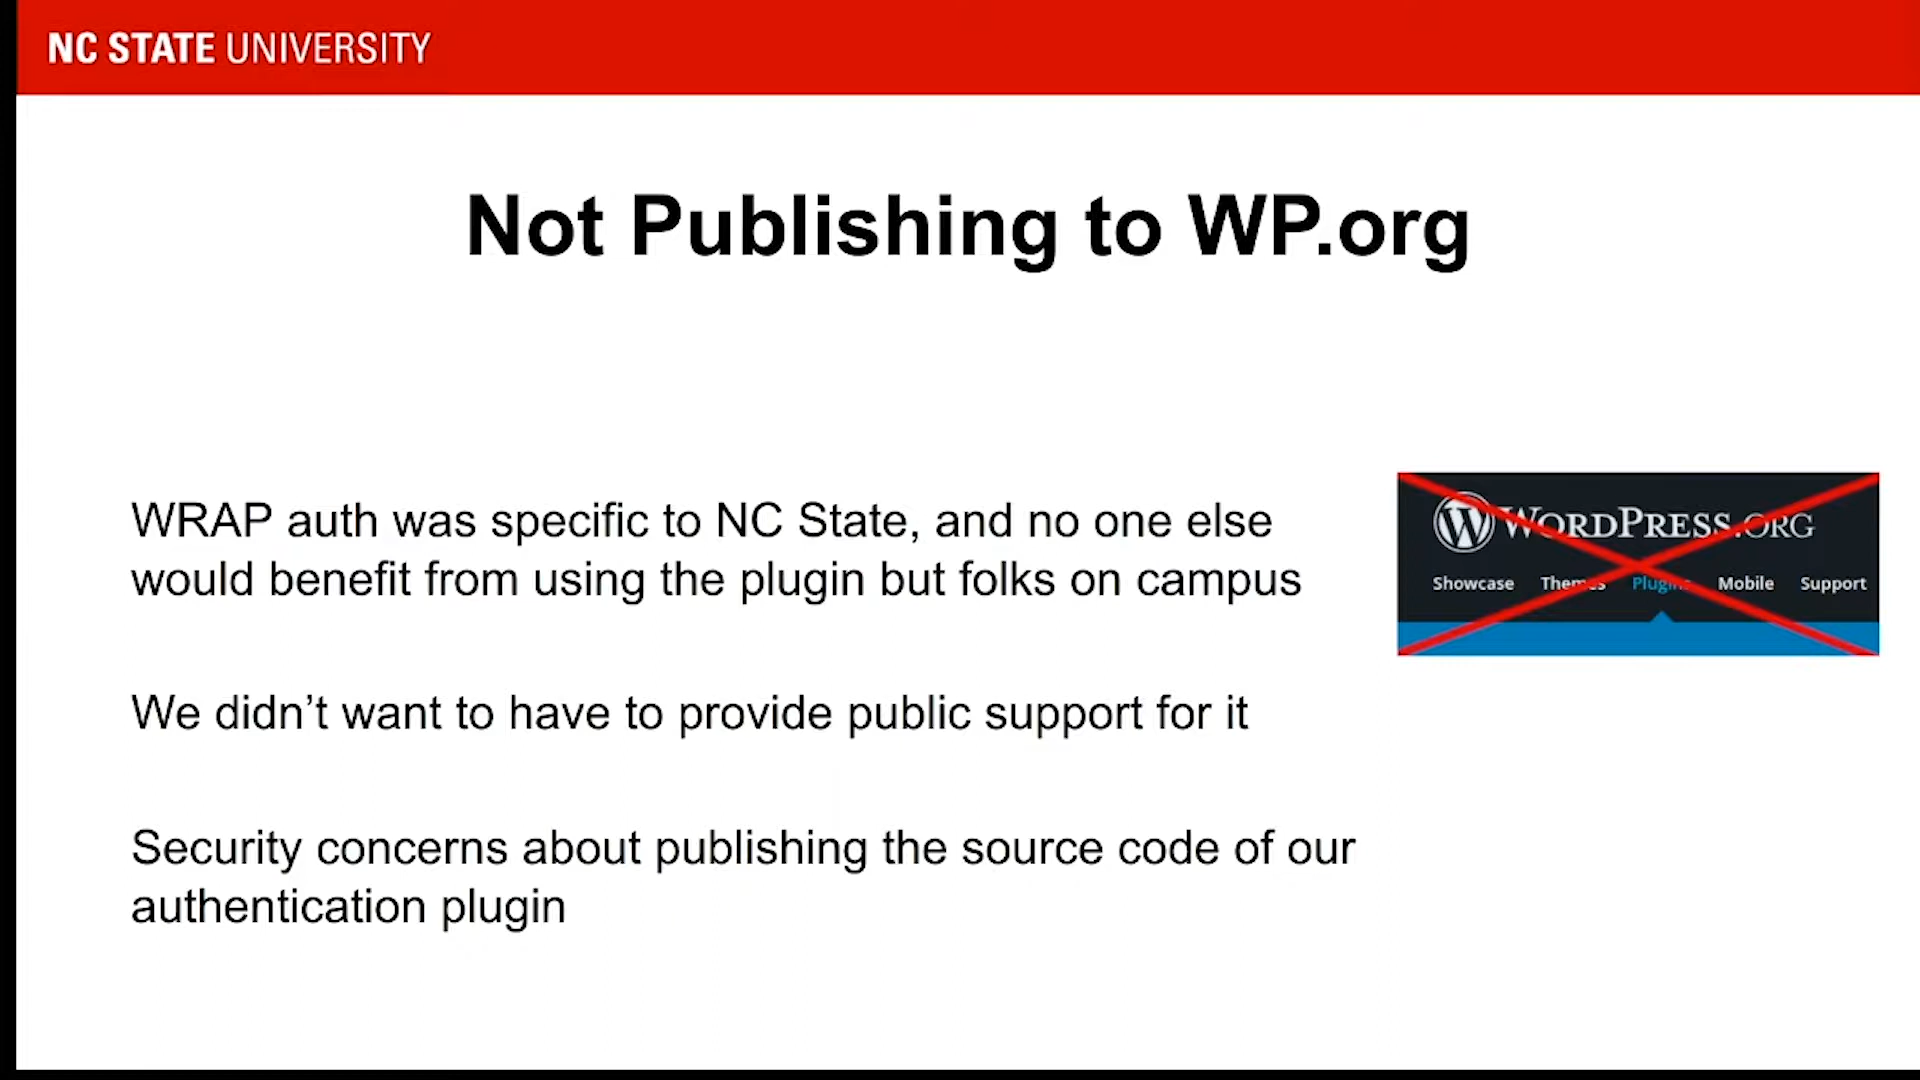 NC STATE UNIVERSITY
Not Publishing to WP.org
WRAP auth was specific to NC State, and no one else
would benefit from using the plugin but folks on campus
WORDPRESS.ORG
Showcase Themes Plugins Mobile Support
We didn’t want to have to provide public support for it
Security concerns about publishing the source code of our
authentication plugin